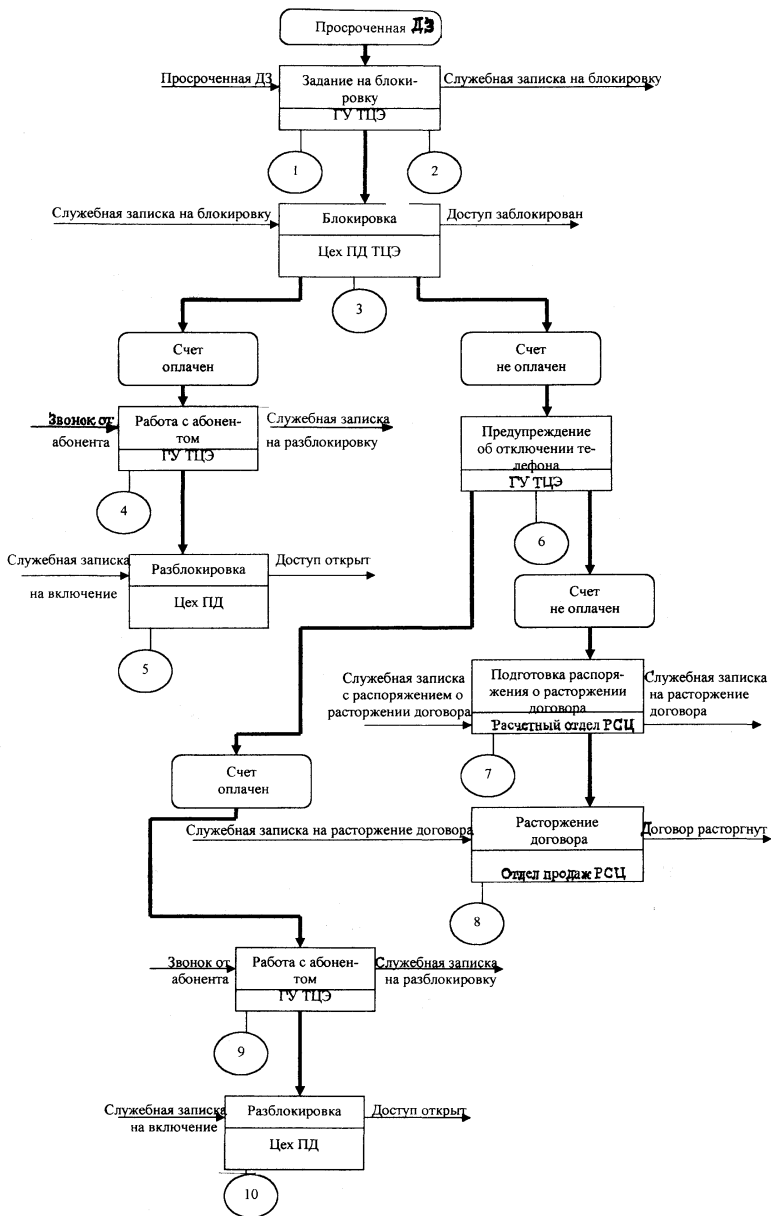 Просроченная ДЗ
Просроченная ДЗ
Задание на блоки-
ровку
ГУ ТЦЭ
Служебная записка на блокировку
1
2
Служебная записка на блокировку
Блокировка
Цех ПД ТЦЭ
Доступ заблокирован
3
Счет
оплачен
Счет
не оплачен
Звонок от
абонента
Работа с абонен-
том
ГУ ТЦЭ
Служебная записка
на разблокировку
4
Предупреждение
об отключении те-
лефона
ГУ ТЦЭ
6
Служебная записка
на включение
Разблокировка
Цех ПД
Доступ открыт
5
Счет
не оплачен
Служебная записка
с распоряжением о
расторжении договора
Подготовка распоря-
жения о расторжении
договора
Расчетный отдел РСЦ
Служебная записка
на расторжение
договора
7
Счет
оплачен
Служебная записка на расторжение договора
Расторжение
договора
Отдел продаж РСЦ
Договор расторгнут
8
Звонок от
абонента
Работа с абонен-
том
ГУ ТЦЭ
Служебная записка
на разблокировку
9
Служебная записка
на включение
Разблокировка
Цех ПД
Доступ открыт
10